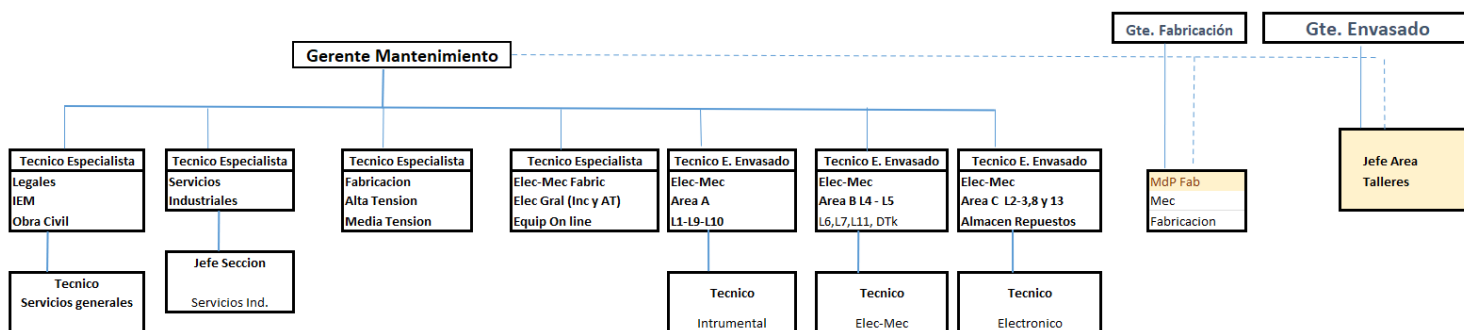 Gte. Fabricación
Gte. Envasado
Gerente Mantenimiento
Tecnico Especialista
Legales
IEM
Obra Civil
Tecnico Especialista
Servicios
Industriales
Tecnico Especialista
Fabricacion
Alta Tension
Media Tension
Tecnico Especialista
Elec-Mec Fabric
Elec Gral (Inc y AT)
Equip On line
Tecnico E. Envasado
Elec-Mec
Area A
L1-L9-L10
Tecnico E. Envasado
Elec-Mec
Area B L4 - L5
L6,L7,L11, DTk
Tecnico E. Envasado
Elec-Mec
Area C L2-3,8 y 13
Almacen Repuestos
MdP Fab
Mec
Fabricacion
Jefe Area
Talleres
Tecnico
Servicios generales
Jefe Seccion
Servicios Ind.
Tecnico
Intrumental
Tecnico
Elec-Mec
Tecnico
Electronico